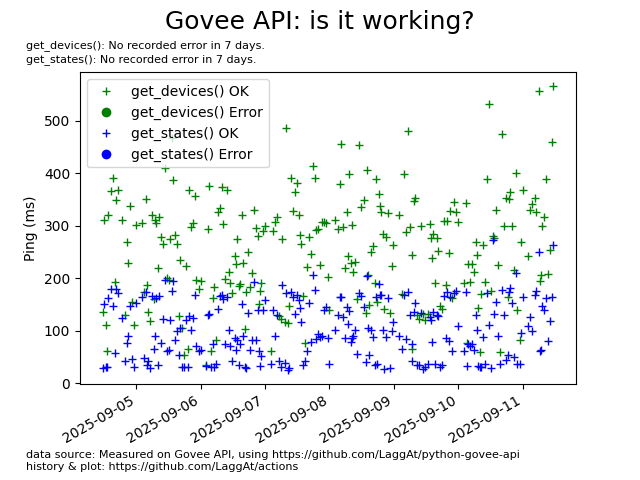 Govee API: is it working?
get_devices(): No recorded error in 7 days.
get_states(): No recorded error in 7 days.
get_devices() OK
get_devices() Error
get_states() OK
get_states() Error
Ping (ms)
500
400
300
200
100
0
2025-09-05
2025-09-06
2025-09-07
2025-09-08
2025-09-09
2025-09-10
2025-09-11
data source: Measured on Govee API, using https://github.com/LaggAt/python-govee-api
history & plot: https://github.com/LaggAt/actions